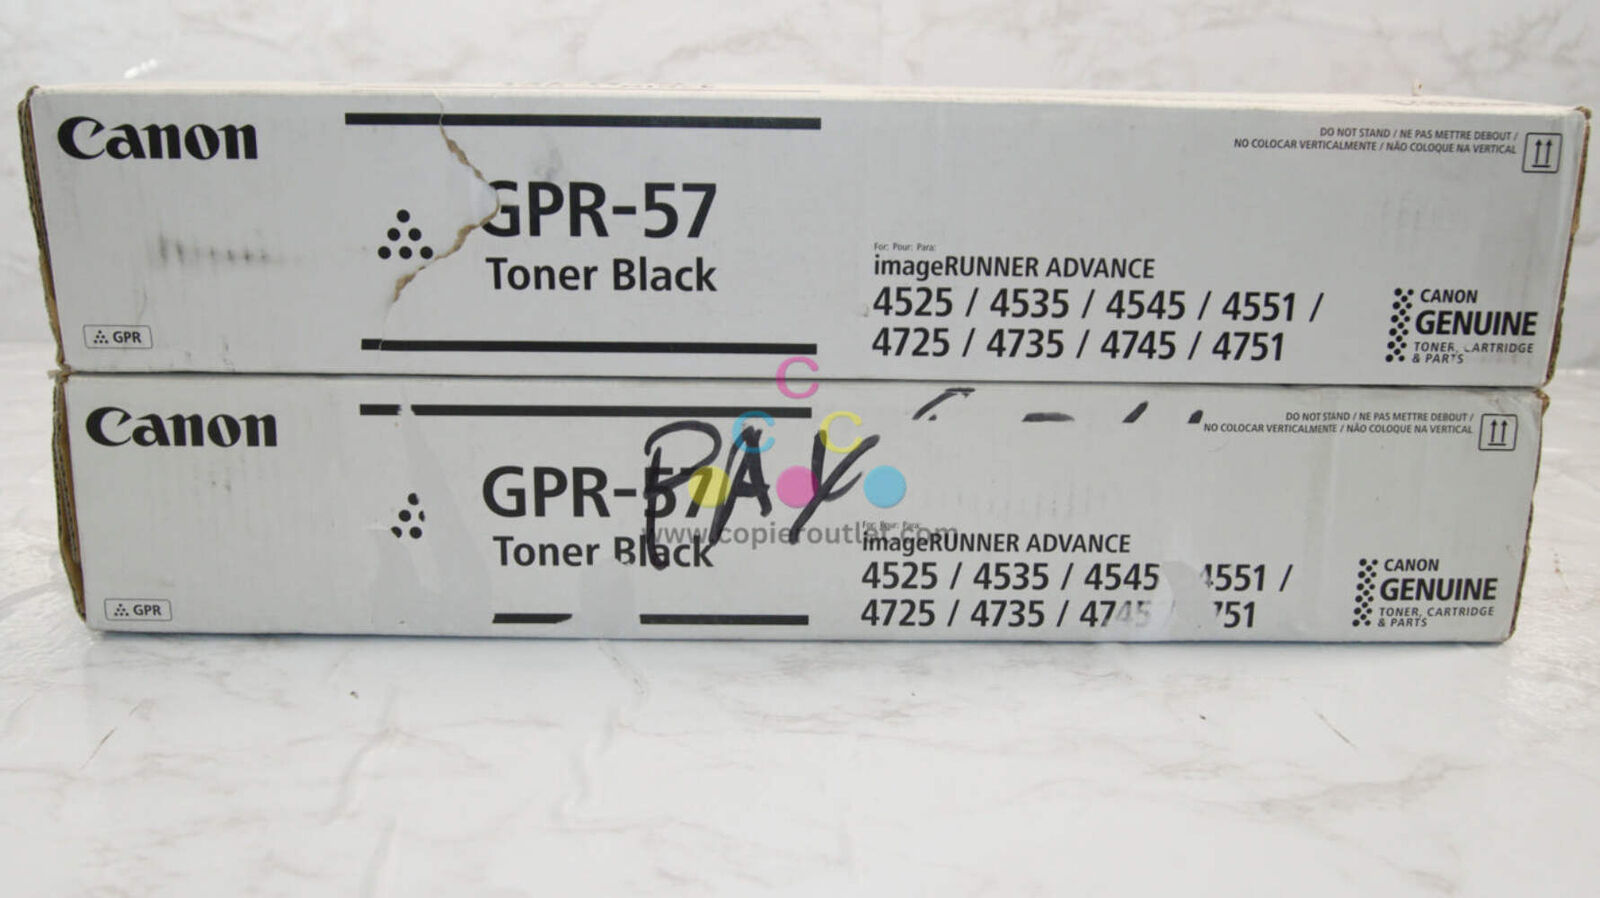 Canon
GPR-57
Toner Black
GPR
DO NOT STAND / NE PAS METTRE DEBOUT /
NO COLOCAR VERTICALMENTE / NÃO COLOQUE NA VERTICAL
For: Pour: Para:
imageRUNNER ADVANCE
4525 / 4535 / 4545 / 4551 /
4725 / 4735 / 4745 / 4751
CANON
GENUINE
TONER, CARTRIDGE
& PARTS
Canon
GPR-57
Toner Black
GPR
PAY
C
C C
www.copieroutlet.com
DO NOT STAND / NE PAS METTRE DEBOUT /
NO COLOCAR VERTICALMENTE / NÃO COLOQUE NA VERTICAL
For: Pour: Para:
imageRUNNER ADVANCE
4525 / 4535 / 4545 4551 /
4725 / 4735 / 4745 / 751
CANON
GENUINE
TONER, CARTRIDGE
& PARTS